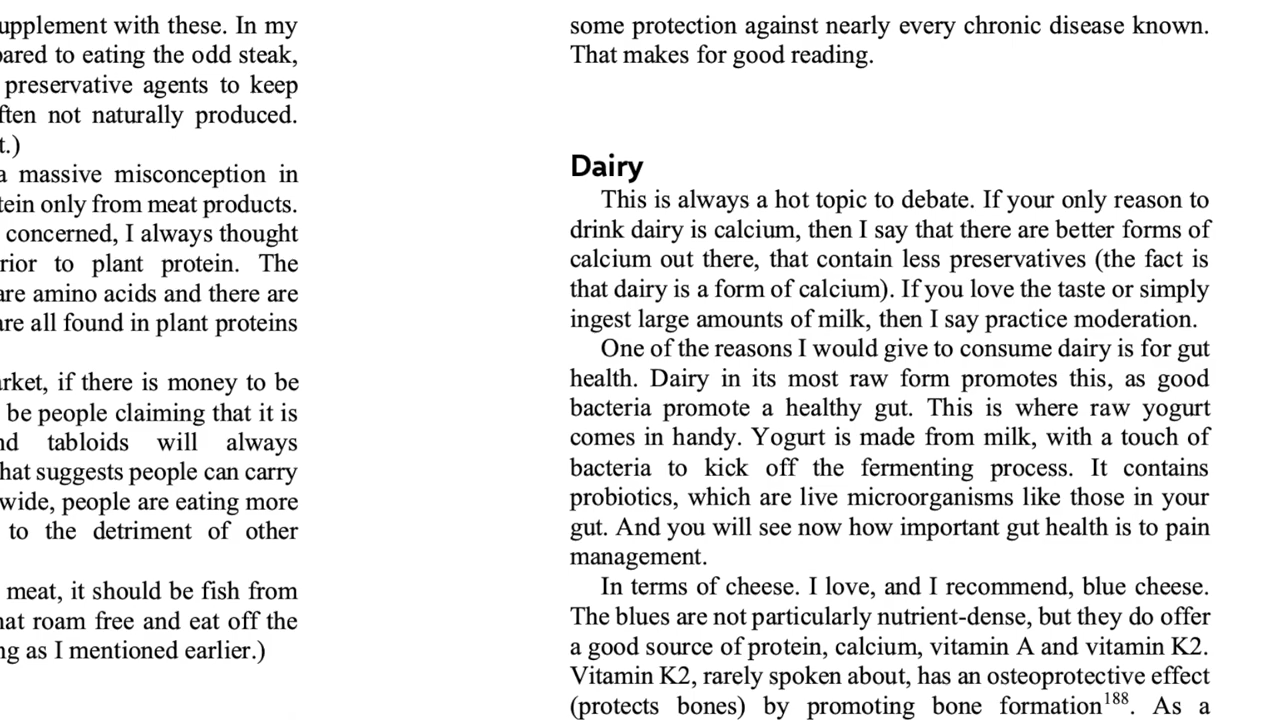 upplement with these. In my
ared to eating the odd steak,
preservative agents to keep
ften not naturally produced.
t.)
a massive misconception in
tein only from meat products.
concerned, I always thought
rior to plant protein. The
are amino acids and there are
are all found in plant proteins
arket, if there is money to be
be people claiming that it is
nd tabloids will always
hat suggests people can carry
wide, people are eating more
to the detriment of other
meat, it should be fish from
hat roam free and eat off the
ng as I mentioned earlier.)
some protection against nearly every chronic disease known.
That makes for good reading.
Dairy
This is always a hot topic to debate. If your only reason to
drink dairy is calcium, then I say that there are better forms of
calcium out there, that contain less preservatives (the fact is
that dairy is a form of calcium). If you love the taste or simply
ingest large amounts of milk, then I say practice moderation.
One of the reasons I would give to consume dairy is for gut
health. Dairy in its most raw form promotes this, as good
bacteria promote a healthy gut. This is where raw yogurt
comes in handy. Yogurt is made from milk, with a touch of
bacteria to kick off the fermenting process. It contains
probiotics, which are live microorganisms like those in your
gut. And you will see now how important gut health is to pain
management.
In terms of cheese. I love, and I recommend, blue cheese.
The blues are not particularly nutrient-dense, but they do offer
a good source of protein, calcium, vitamin A and vitamin K2.
Vitamin K2, rarely spoken about, has an osteoprotective effect
(protects bones) by promoting bone formation188. As a